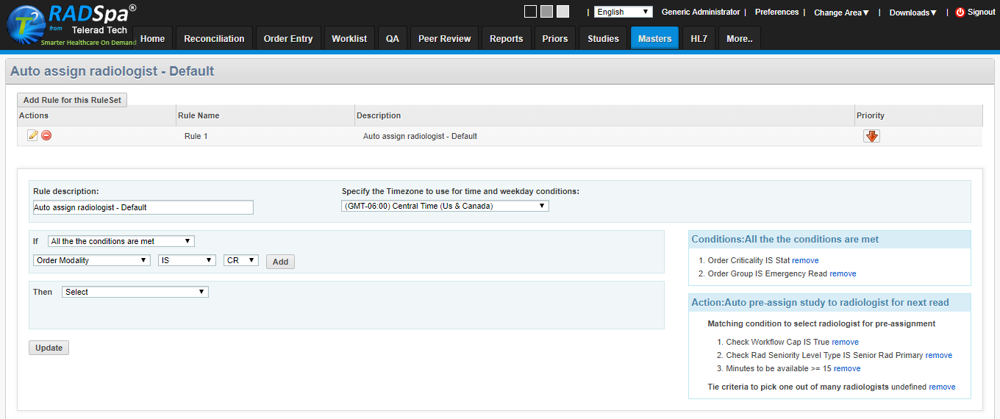 T2 RADSpa®
from Telerad Tech
Smarter Healthcare On Demand
| English Generic Administrator | Preferences | Change Area▼ | Downloads▼ | Signout
Home Reconciliation Order Entry Worklist QA Peer Review Reports Priors Studies Masters HL7 More..
Auto assign radiologist - Default
Add Rule for this RuleSet
Actions Rule Name Description Priority
Rule 1 Auto assign radiologist - Default
Rule description: Specify the Timezone to use for time and weekday conditions:
Auto assign radiologist - Default (GMT-06:00) Central Time (Us & Canada)
If All the the conditions are met
Order Modality IS CR Add
Then Select
Update
Conditions:All the the conditions are met
1. Order Criticality IS Stat remove
2. Order Group IS Emergency Read remove
Action:Auto pre-assign study to radiologist for next read
Matching condition to select radiologist for pre-assignment
1. Check Workflow Cap IS True remove
2. Check Rad Seniority Level Type IS Senior Rad Primary remove
3. Minutes to be available >= 15 remove
Tie criteria to pick one out of many radiologists undefined remove